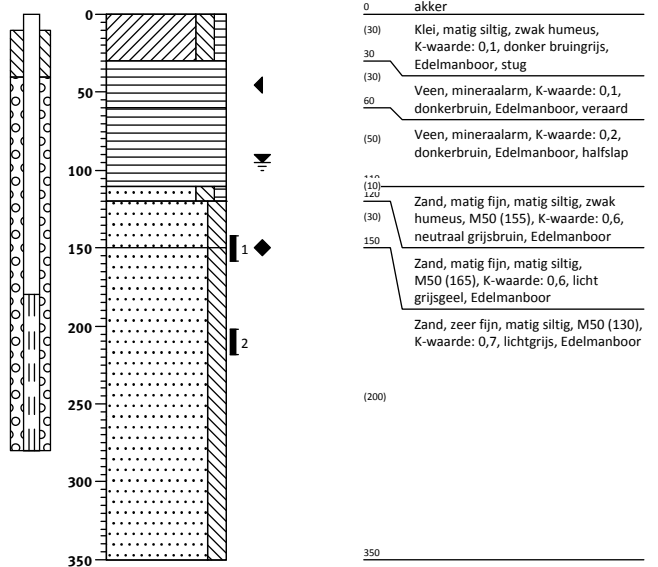 0
50
100
150
200
250
300
350
1
2
0 akker
(30) Klei, matig siltig, zwak humeus,
K-waarde: 0,1, donker bruingrijs,
30 Edelmanboor, stug
(30) Veen, mineraalarm, K-waarde: 0,1,
60 donkerbruin, Edelmanboor, veraard
(50) Veen, mineraalarm, K-waarde: 0,2,
donkerbruin, Edelmanboor, halfslap
110
(10)
120 Zand, matig fijn, matig siltig, zwak
(30) humeus, M50 (155), K-waarde: 0,6,
150 neutraal grijsbruin, Edelmanboor
Zand, matig fijn, matig siltig,
M50 (165), K-waarde: 0,6, licht
grijsgeel, Edelmanboor
Zand, zeer fijn, matig siltig, M50 (130),
K-waarde: 0,7, lichtgrijs, Edelmanboor
(200)
350